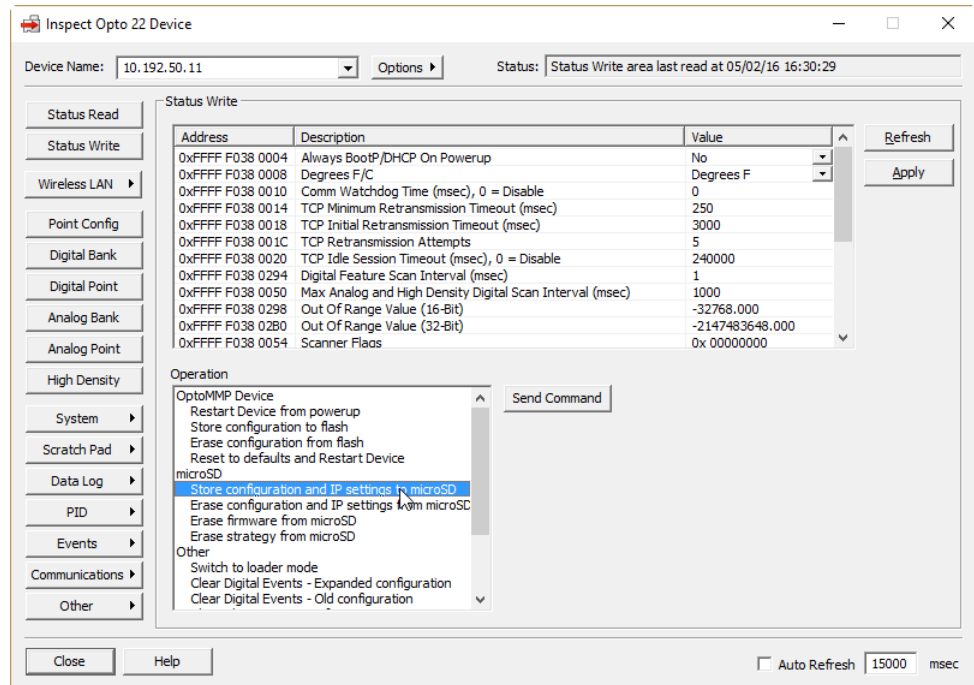 Inspect Opto 22 Device
Device Name: 10.192.50.11 Options Status: Status Write area last read at 05/02/16 16:30:29
Status Read
Status Write
Wireless LAN
Point Config
Digital Bank
Digital Point
Analog Bank
Analog Point
High Density
System
Scratch Pad
Data Log
PID
Events
Communications
Other
Status Write
Address Description Value
0xFFFF F038 0004 Always BootP/DHCP On Powerup No
0xFFFF F038 0008 Degrees F/C Degrees F
0xFFFF F038 0010 Comm Watchdog Time (msec), 0 = Disable 0
0xFFFF F038 0014 TCP Minimum Retransmission Timeout (msec) 250
0xFFFF F038 0018 TCP Initial Retransmission Timeout (msec) 3000
0xFFFF F038 001C TCP Retransmission Attempts 5
0xFFFF F038 0020 TCP Idle Session Timeout (msec), 0 = Disable 240000
0xFFFF F038 0294 Digital Feature Scan Interval (msec) 1
0xFFFF F038 0050 Max Analog and High Density Digital Scan Interval (msec) 1000
0xFFFF F038 0298 Out Of Range Value (16-Bit) -32768.000
0xFFFF F038 02B0 Out Of Range Value (32-Bit) -2147483648.000
0xFFFF F038 0054 Scanner Flags 0x 00000000
Refresh
Apply
Operation
OptoMMP Device
Restart Device from powerup
Store configuration to flash
Erase configuration from flash
Reset to defaults and Restart Device
microSD
Store configuration and IP settings to microSD
Erase configuration and IP settings from microSD
Erase firmware from microSD
Erase strategy from microSD
Other
Switch to loader mode
Clear Digital Events - Expanded configuration
Clear Digital Events - Old configuration
Send Command
Close Help Auto Refresh 15000 msec